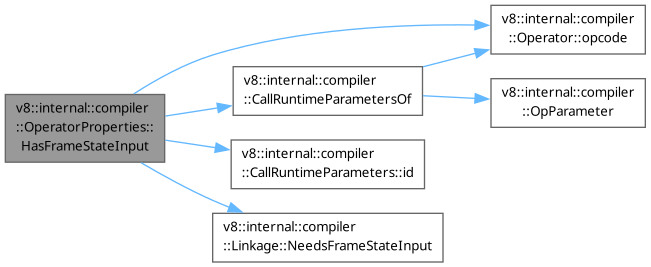 v8::internal::compiler
::OperatorProperties::
HasFrameStateInput
v8::internal::compiler
::Operator::opcode
v8::internal::compiler
::CallRuntimeParametersOf
v8::internal::compiler
::OpParameter
v8::internal::compiler
::CallRuntimeParameters::id
v8::internal::compiler
::Linkage::NeedsFrameStateInput